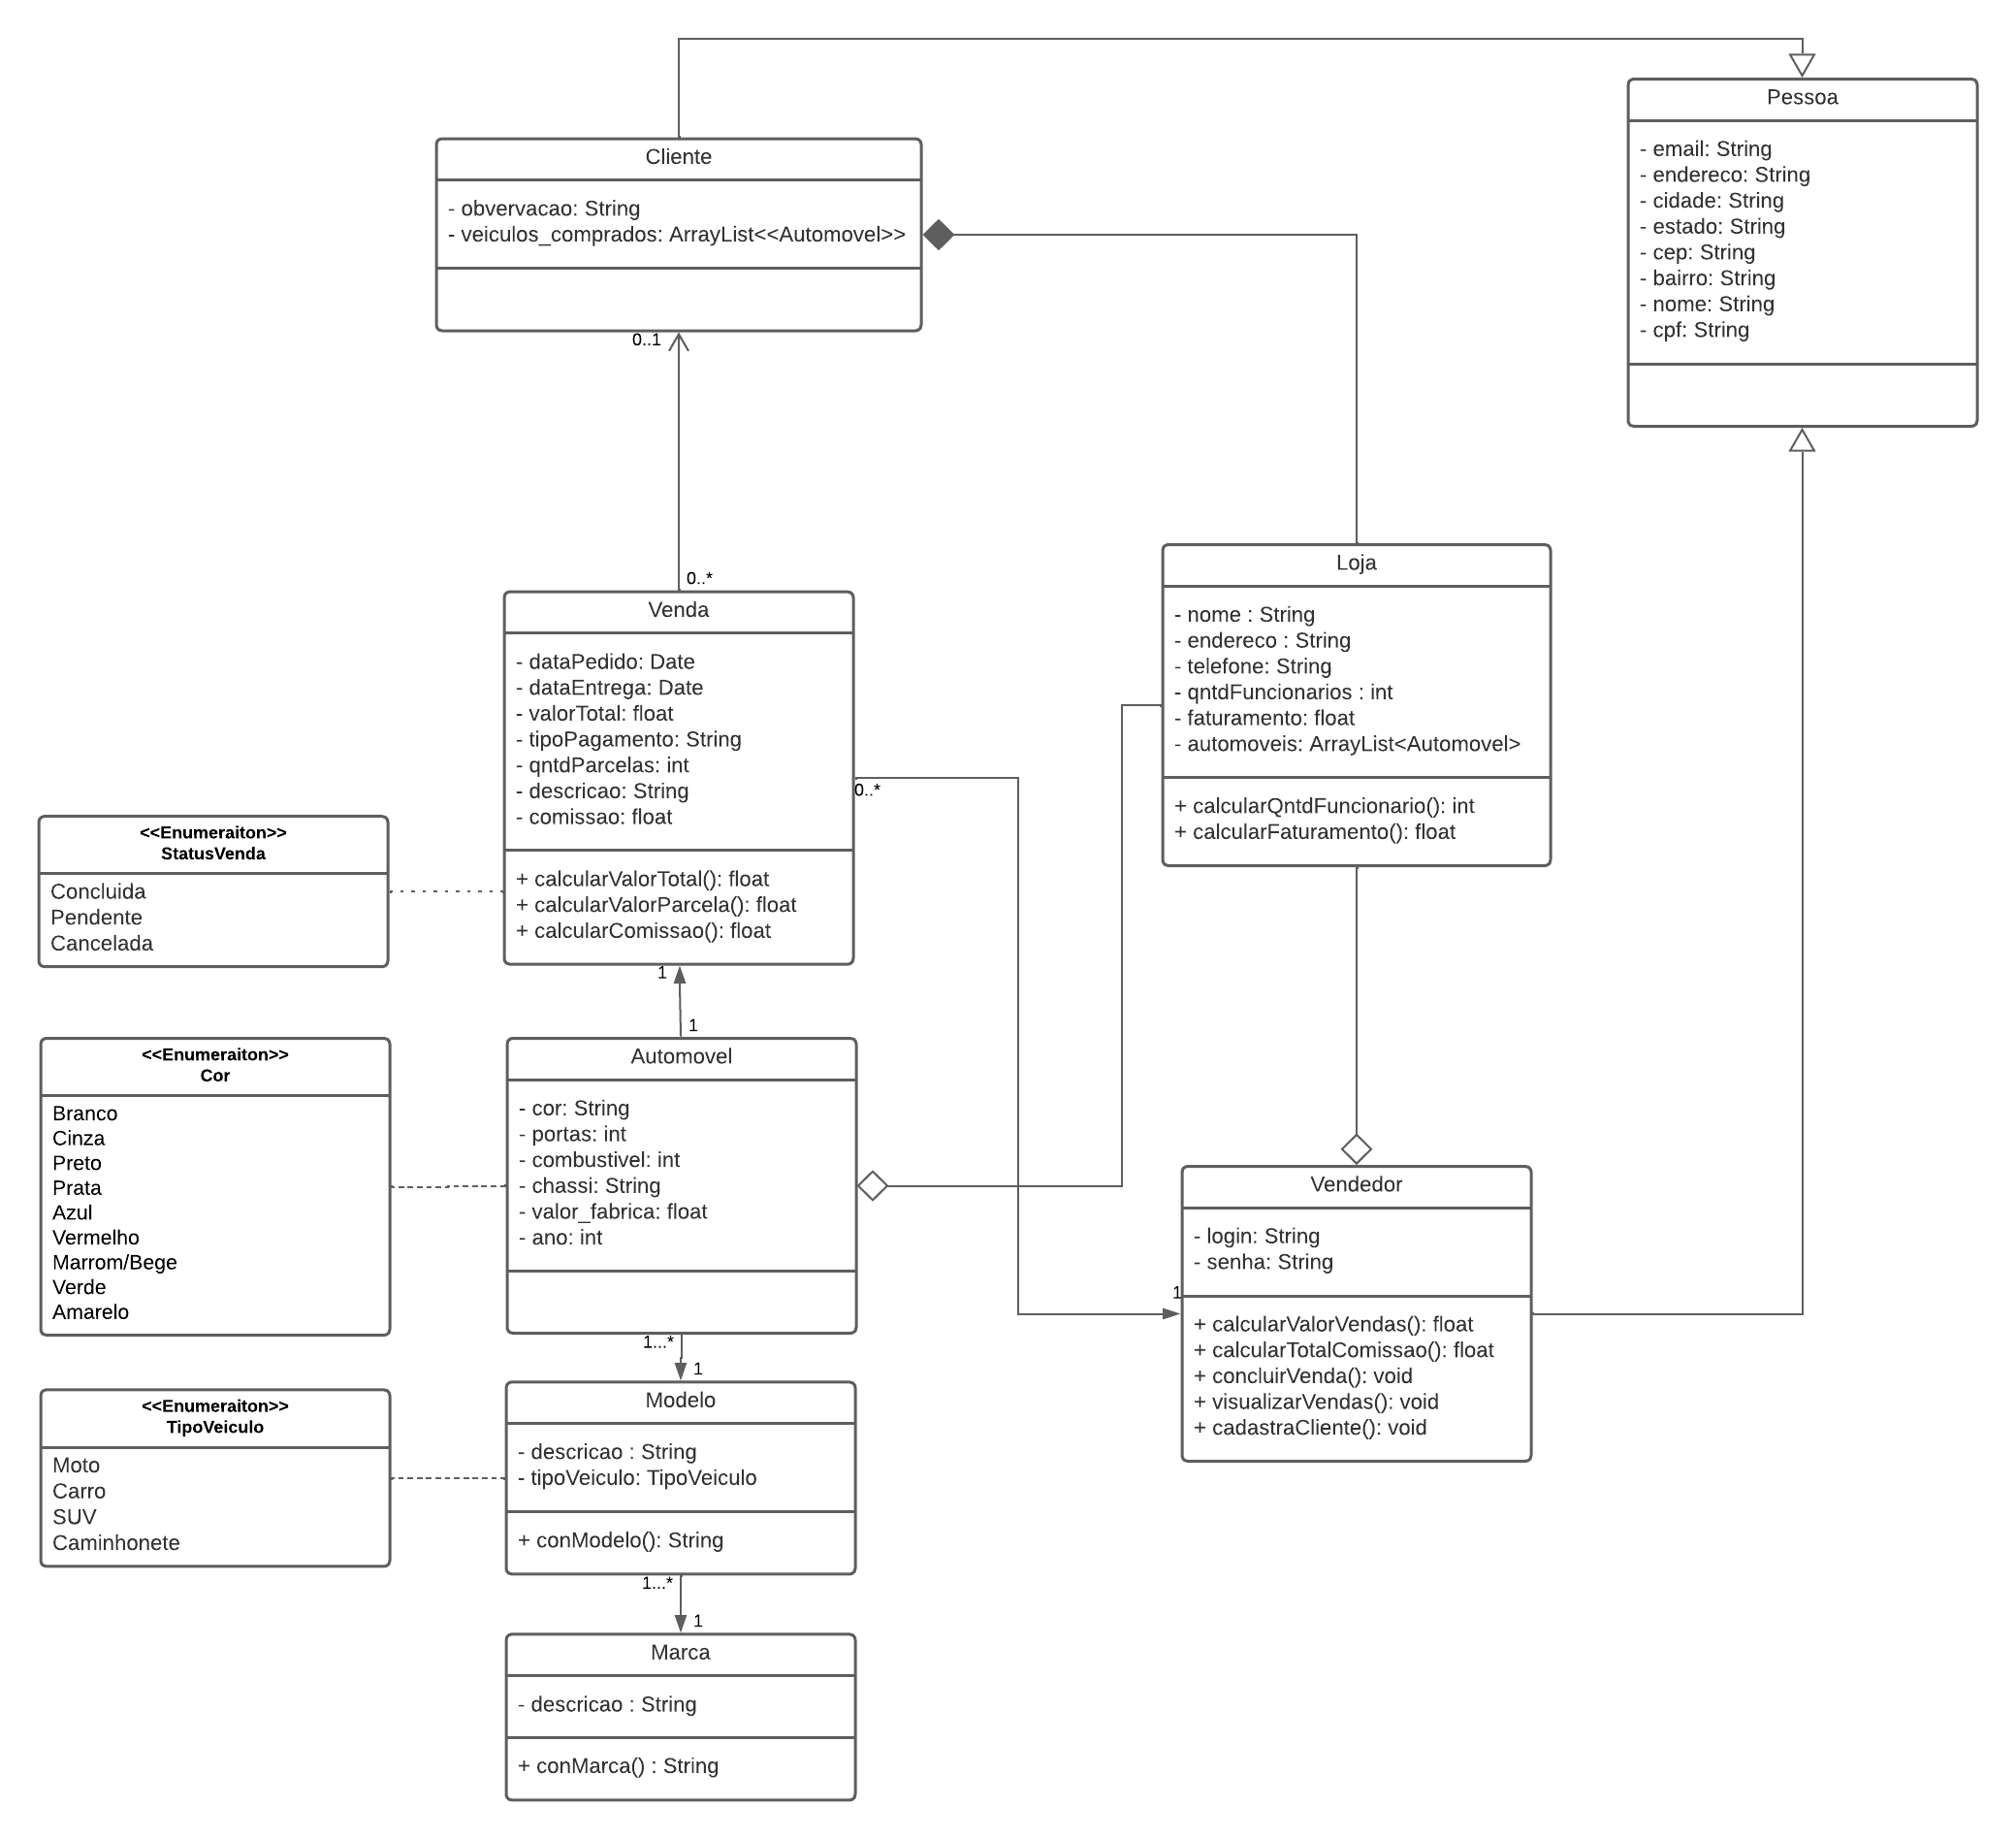 Pessoa
- email: String
- endereco: String
- cidade: String
- estado: String
- cep: String
- bairro: String
- nome: String
- cpf: String
Cliente
- obvervacao: String
- veiculos_comprados: ArrayList<<Automovel>>
0..1
0..*
Venda
- dataPedido: Date
- dataEntrega: Date
- valorTotal: float
- tipoPagamento: String
- qntdParcelas: int
- descricao: String
- comissao: float
+ calcularValorTotal(): float
+ calcularValorParcela(): float
+ calcularComissao(): float
0..*
Loja
- nome : String
- endereco : String
- telefone: String
- qntdFuncionarios : int
- faturamento: float
- automoveis: ArrayList<Automovel>
+ calcularQntdFuncionario(): int
+ calcularFaturamento(): float
<<Enumeraiton>>
StatusVenda
Concluida
Pendente
Cancelada
1
1
<<Enumeraiton>>
Cor
Branco
Cinza
Preto
Prata
Azul
Vermelho
Marrom/Bege
Verde
Amarelo
Automovel
- cor: String
- portas: int
- combustivel: int
- chassi: String
- valor_fabrica: float
- ano: int
1...*
1
Vendedor
- login: String
- senha: String
1
+ calcularValorVendas(): float
+ calcularTotalComissao(): float
+ concluirVenda(): void
+ visualizarVendas(): void
+ cadastraCliente(): void
<<Enumeraiton>>
TipoVeiculo
Moto
Carro
SUV
Caminhonete
Modelo
- descricao : String
- tipoVeiculo: TipoVeiculo
+ conModelo(): String
1...*
1
Marca
- descricao : String
+ conMarca() : String